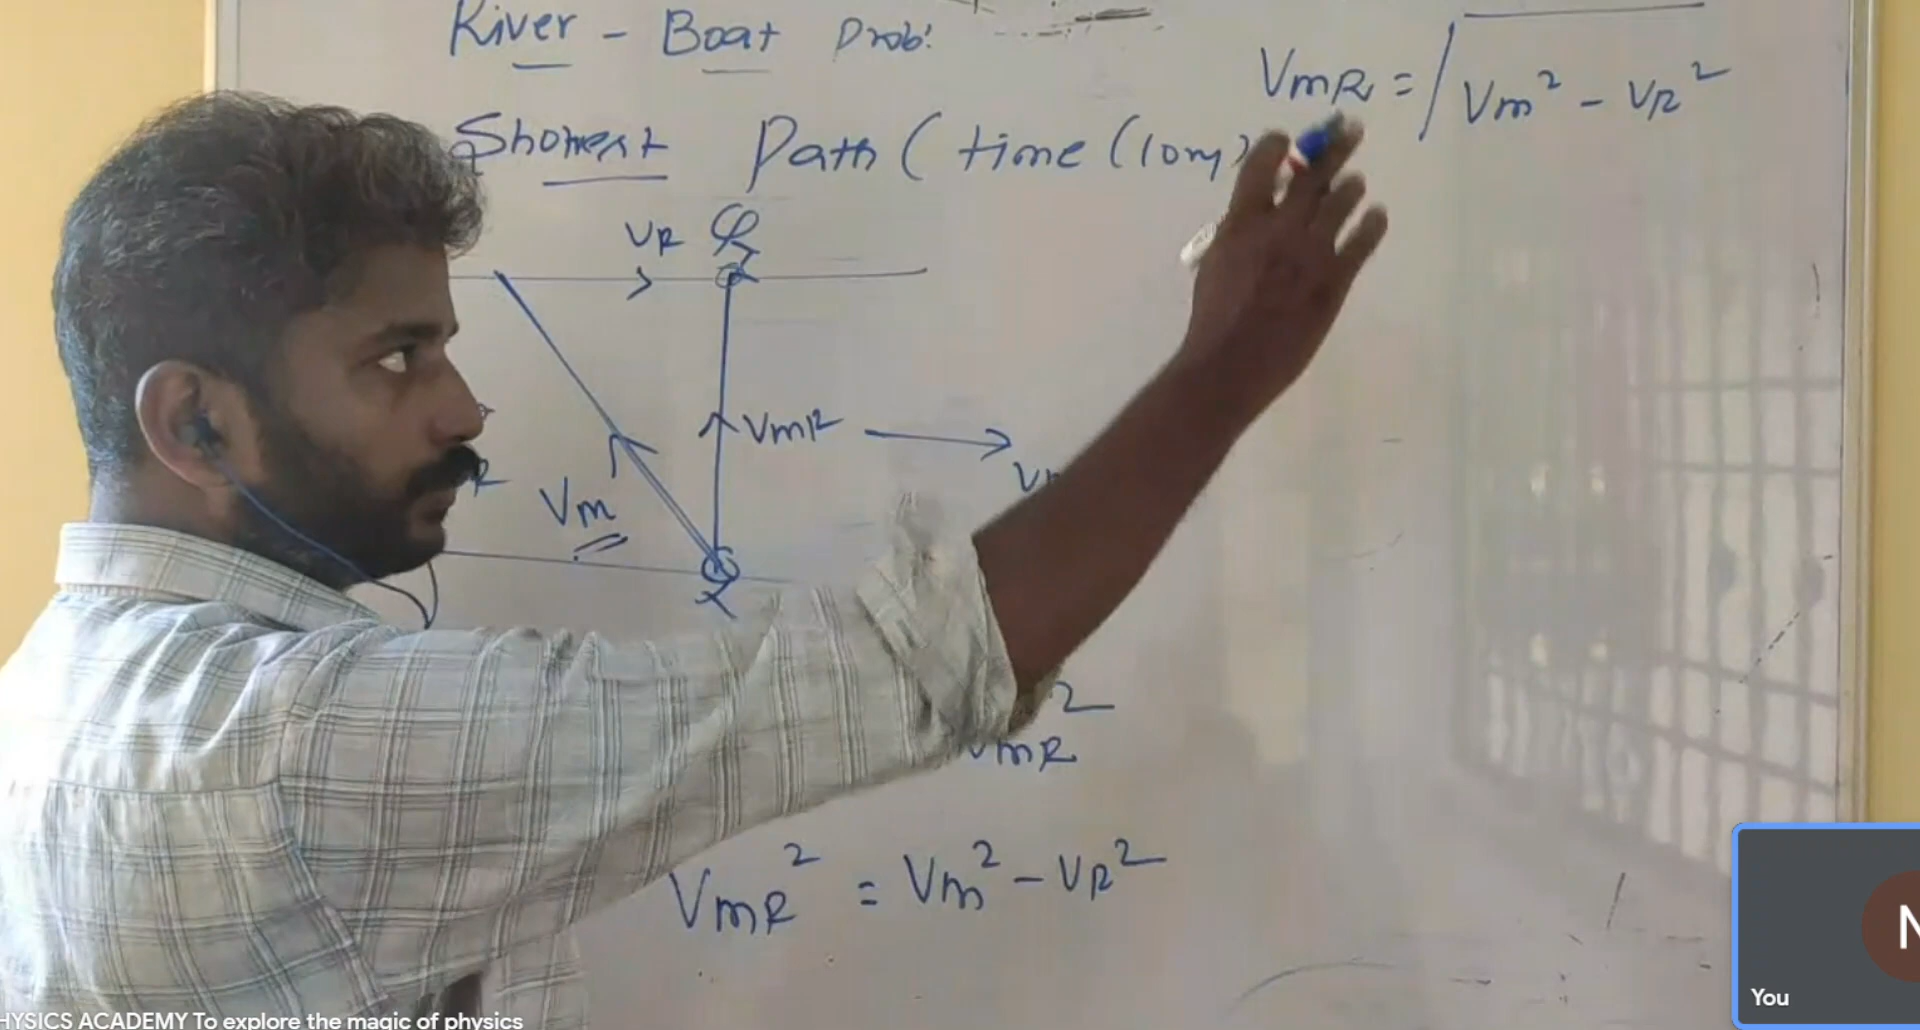 River - Boat Prob:
VmR = √Vm² - VR²
Shortest Path (time (long)
VR
VmR
Vm
R
2
VmR
VmR² = Vm² - VR²
N
You
HYSICS ACADEMY To explore the magic of physics